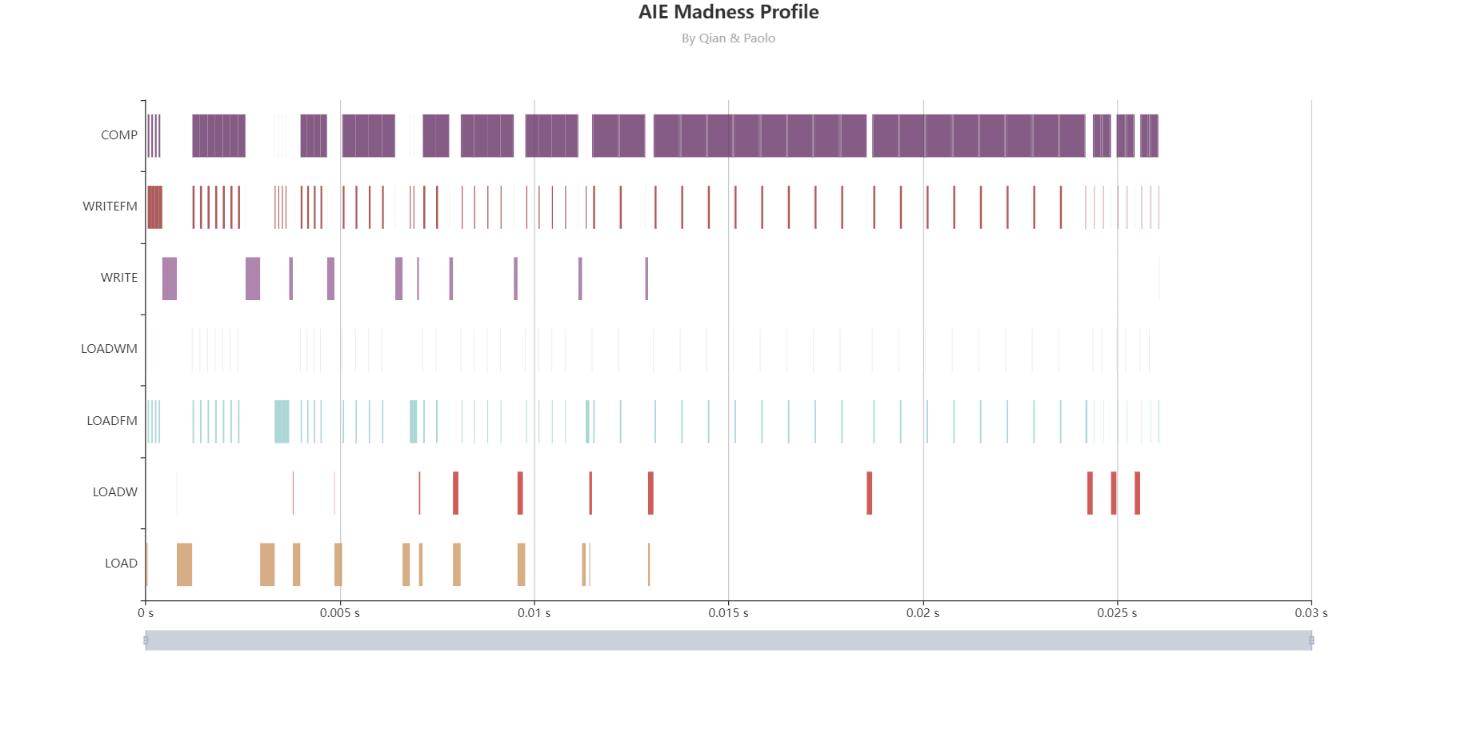 AIE Madness Profile
By Qian & Paolo
COMP
WRITEFM
WRITE
LOADWM
LOADFM
LOADW
LOAD
0 s 0.005 s 0.01 s 0.015 s 0.02 s 0.025 s 0.03 s